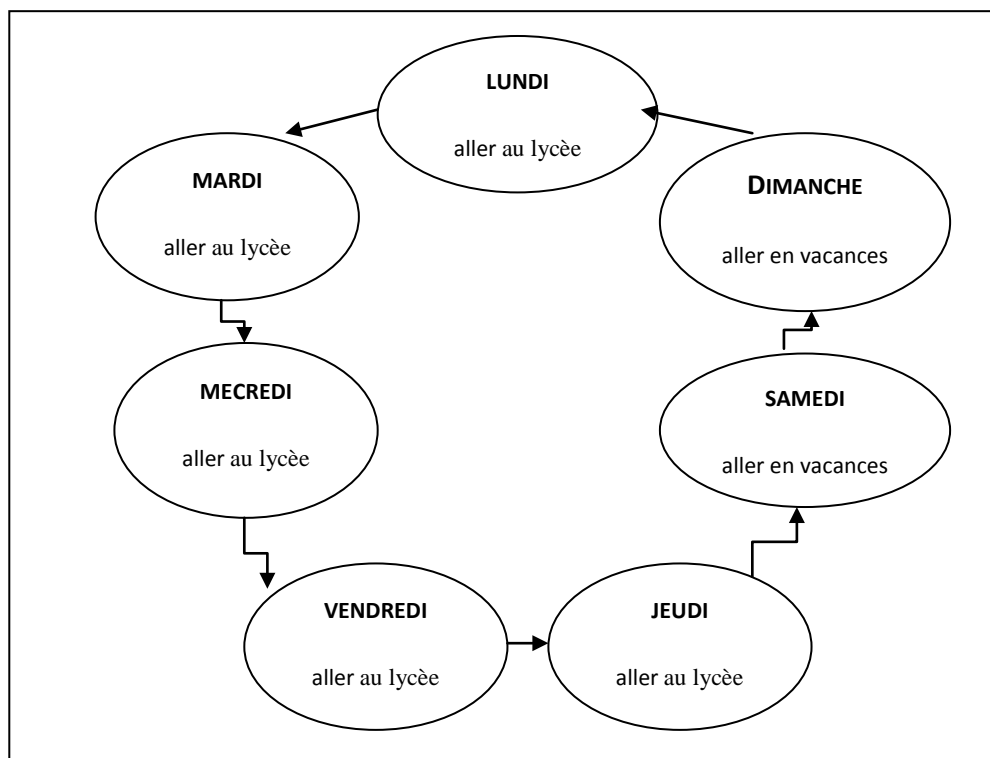 LUNDI
aller au lycèe
MARDI
aller au lycèe
MECREDI
aller au lycèe
VENDREDI
aller au lycèe
JEUDI
aller au lycèe
SAMEDI
aller en vacances
DIMANCHE
aller en vacances